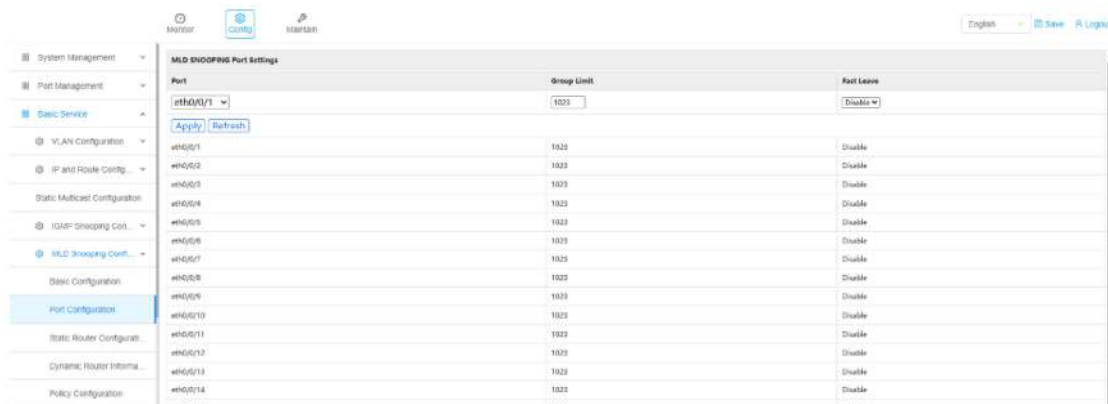 Monitor Config Maintain English Save Logou
System Management
Port Management
Basic Service
VLAN Configuration
IP and Route Config...
Static Multicast Configuration
IGMP Snooping Con...
MLD Snooping Confi...
Basic Configuration
Port Configuration
Static Router Configurati...
Dynamic Router Informa...
Policy Configuration
MLD SNOOPING Port Settings
Port Group Limit Fast Leave
eth0/0/1 1023 Disable
Apply Refresh
eth0/0/1 1023 Disable
eth0/0/2 1023 Disable
eth0/0/3 1023 Disable
eth0/0/4 1023 Disable
eth0/0/5 1023 Disable
eth0/0/6 1023 Disable
eth0/0/7 1023 Disable
eth0/0/8 1023 Disable
eth0/0/9 1023 Disable
eth0/0/10 1023 Disable
eth0/0/11 1023 Disable
eth0/0/12 1023 Disable
eth0/0/13 1023 Disable
eth0/0/14 1023 Disable